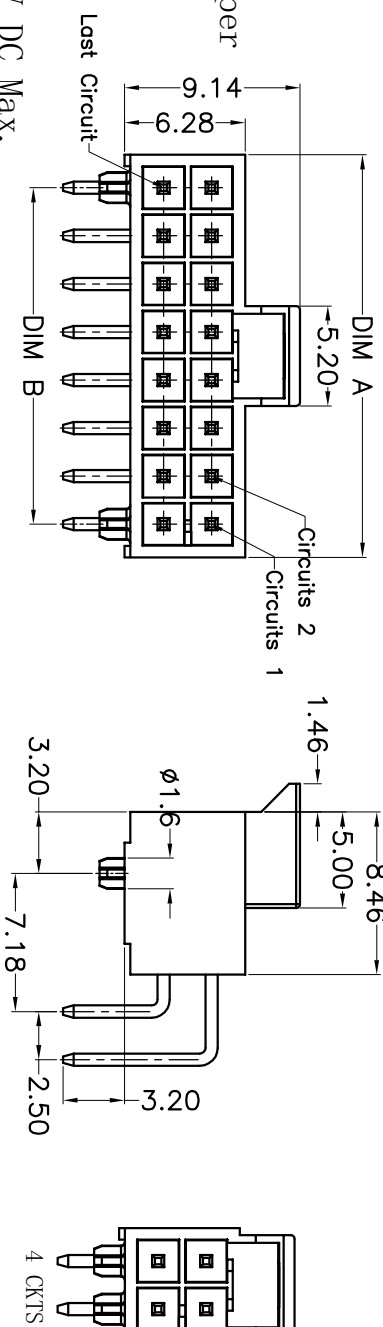 per
V DC Max.
Last Circuit
9.14
6.28
DIM A
5.20
DIM B
Circuits 2
Circuits 1
1.46
8.46
5.00
3.20
ø1.6
7.18
2.50
3.20
4 CKTS